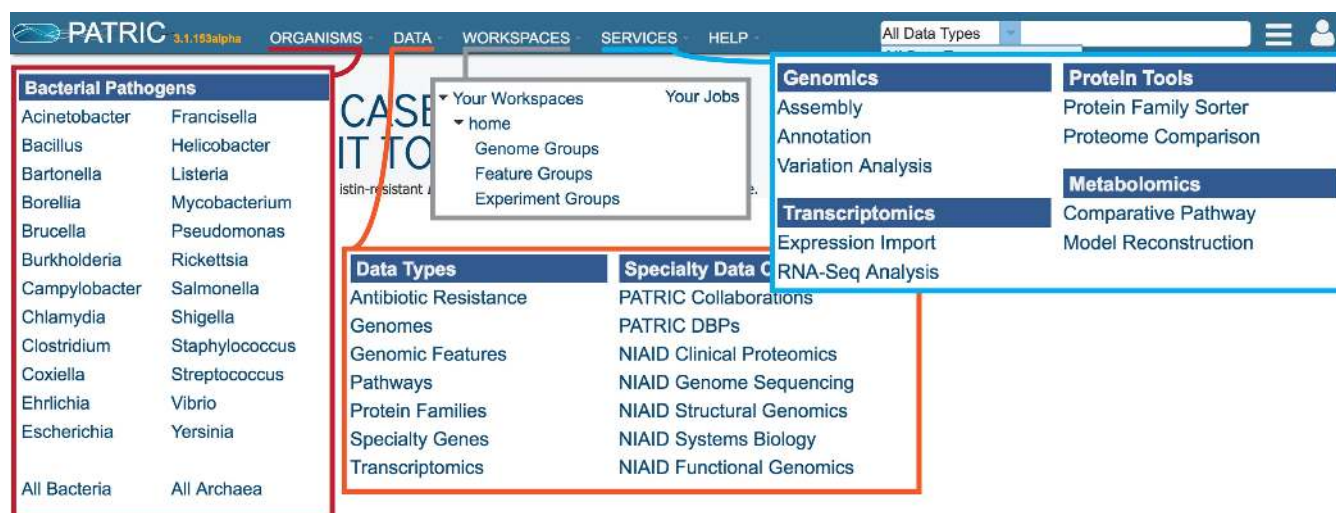 PATRIC 3.1.153alpha ORGANISMS DATA WORKSPACES SERVICES HELP All Data Types
Bacterial Pathogens
Acinetobacter Francisella
Bacillus Helicobacter
Bartonella Listeria
Borellia Mycobacterium
Brucella Pseudomonas
Burkholderia Rickettsia
Campylobacter Salmonella
Chlamydia Shigella
Clostridium Staphylococcus
Coxiella Streptococcus
Ehrlichia Vibrio
Escherichia Yersinia
All Bacteria All Archaea
CASE
IT TO
istin-resistant
Your Workspaces Your Jobs
home
Genome Groups
Feature Groups
Experiment Groups
Data Types
Antibiotic Resistance
Genomes
Genomic Features
Pathways
Protein Families
Specialty Genes
Transcriptomics
Specialty Data C
PATRIC Collaborations
PATRIC DBPs
NIAID Clinical Proteomics
NIAID Genome Sequencing
NIAID Structural Genomics
NIAID Systems Biology
NIAID Functional Genomics
Genomics
Assembly
Annotation
Variation Analysis
Transcriptomics
Expression Import
RNA-Seq Analysis
Protein Tools
Protein Family Sorter
Proteome Comparison
Metabolomics
Comparative Pathway
Model Reconstruction